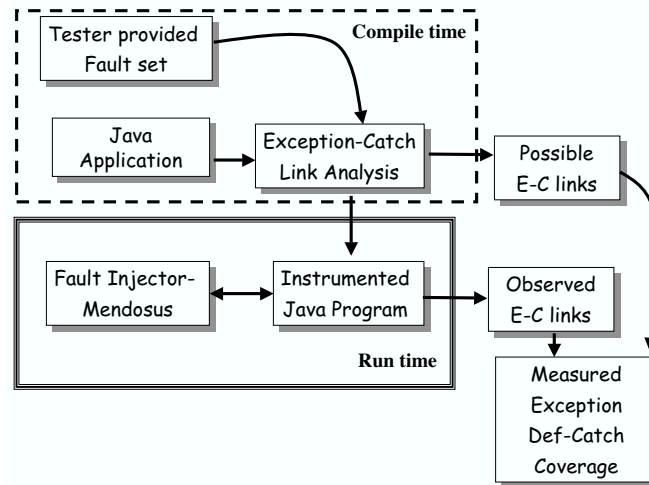 Tester provided
Fault set
Compile time
Java
Application
Exception-Catch
Link Analysis
Possible
E-C links
Fault Injector-
Mendosus
Instrumented
Java Program
Observed
E-C links
Run time
Measured
Exception
Def-Catch
Coverage